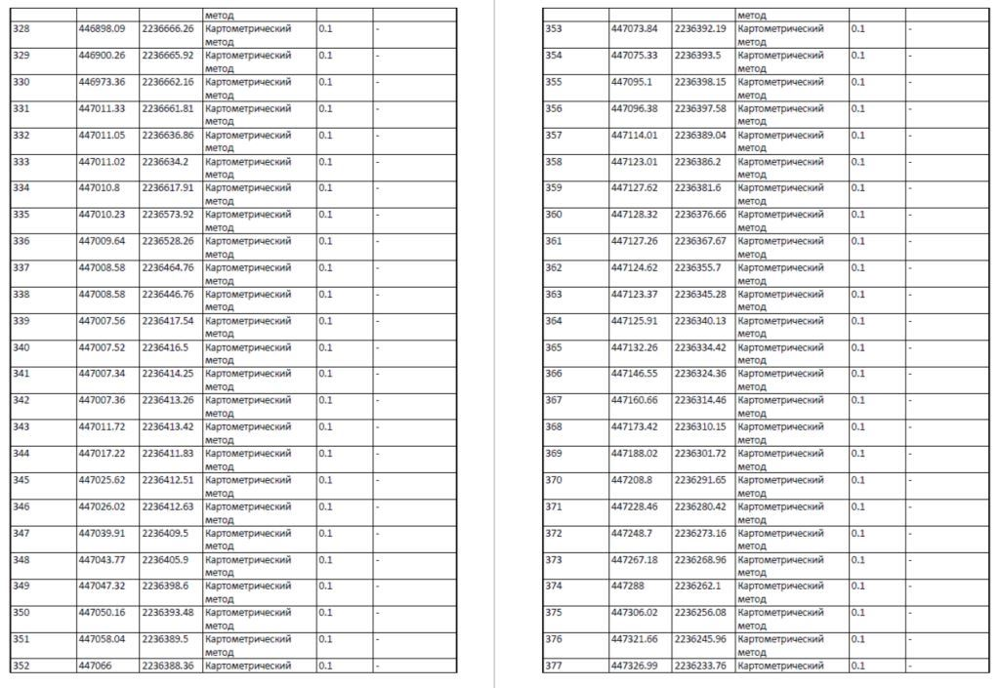 метод
328 446898.09 2236666.26 Картометрический 0.1 -
метод
329 446900.26 2236665.92 Картометрический 0.1 -
метод
330 446973.36 2236662.16 Картометрический 0.1 -
метод
331 447011.33 2236661.81 Картометрический 0.1 -
метод
332 447011.05 2236636.86 Картометрический 0.1 -
метод
333 447011.02 2236634.2 Картометрический 0.1 -
метод
334 447010.8 2236617.91 Картометрический 0.1 -
метод
335 447010.23 2236573.92 Картометрический 0.1 -
метод
336 447009.64 2236528.26 Картометрический 0.1 -
метод
337 447008.58 2236464.76 Картометрический 0.1 -
метод
338 447008.58 2236446.76 Картометрический 0.1 -
метод
339 447007.56 2236417.54 Картометрический 0.1 -
метод
340 447007.52 2236416.5 Картометрический 0.1 -
метод
341 447007.34 2236414.25 Картометрический 0.1 -
метод
342 447007.36 2236413.26 Картометрический 0.1 -
метод
343 447011.72 2236413.42 Картометрический 0.1 -
метод
344 447017.22 2236411.83 Картометрический 0.1 -
метод
345 447025.62 2236412.51 Картометрический 0.1 -
метод
346 447026.02 2236412.63 Картометрический 0.1 -
метод
347 447039.91 2236409.5 Картометрический 0.1 -
метод
348 447043.77 2236405.9 Картометрический 0.1 -
метод
349 447047.32 2236398.6 Картометрический 0.1 -
метод
350 447050.16 2236393.48 Картометрический 0.1 -
метод
351 447058.04 2236389.5 Картометрический 0.1 -
метод
352 447066 2236388.36 Картометрический 0.1 -
метод
353 447073.84 2236392.19 Картометрический 0.1 -
метод
354 447075.33 2236393.5 Картометрический 0.1 -
метод
355 447095.1 2236398.15 Картометрический 0.1 -
метод
356 447096.38 2236397.58 Картометрический 0.1 -
метод
357 447114.01 2236389.04 Картометрический 0.1 -
метод
358 447123.01 2236386.2 Картометрический 0.1 -
метод
359 447127.62 2236381.6 Картометрический 0.1 -
метод
360 447128.32 2236376.66 Картометрический 0.1 -
метод
361 447127.26 2236367.67 Картометрический 0.1 -
метод
362 447124.62 2236355.7 Картометрический 0.1 -
метод
363 447123.37 2236345.28 Картометрический 0.1 -
метод
364 447125.91 2236340.13 Картометрический 0.1 -
метод
365 447132.26 2236334.42 Картометрический 0.1 -
метод
366 447146.55 2236324.36 Картометрический 0.1 -
метод
367 447160.66 2236314.46 Картометрический 0.1 -
метод
368 447173.42 2236310.15 Картометрический 0.1 -
метод
369 447188.02 2236301.72 Картометрический 0.1 -
метод
370 447208.8 2236291.65 Картометрический 0.1 -
метод
371 447228.46 2236280.42 Картометрический 0.1 -
метод
372 447248.7 2236273.16 Картометрический 0.1 -
метод
373 447267.18 2236268.96 Картометрический 0.1 -
метод
374 447288 2236262.1 Картометрический 0.1 -
метод
375 447306.02 2236256.08 Картометрический 0.1 -
метод
376 447321.66 2236245.96 Картометрический 0.1 -
метод
377 447326.99 2236233.76 Картометрический 0.1 -